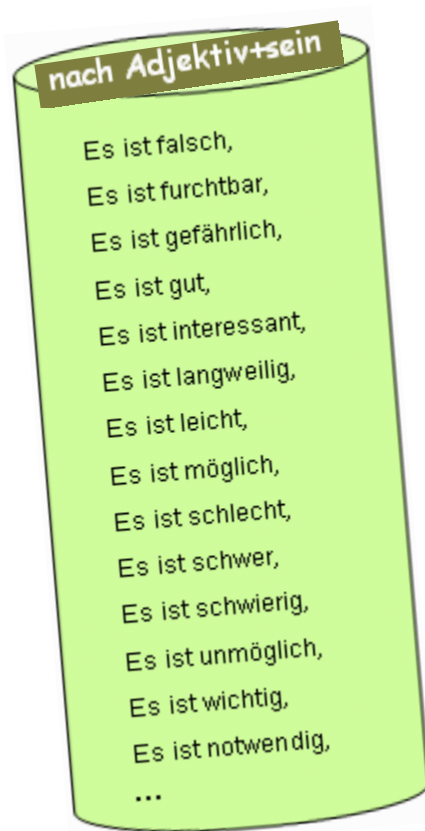 nach Adjektiv+sein
Es ist falsch,
Es ist furchtbar,
Es ist gefährlich,
Es ist gut,
Es ist interessant,
Es ist langweilig,
Es ist leicht,
Es ist möglich,
Es ist schlecht,
Es ist schwer,
Es ist schwierig,
Es ist unmöglich,
Es ist wichtig,
Es ist notwendig,
...